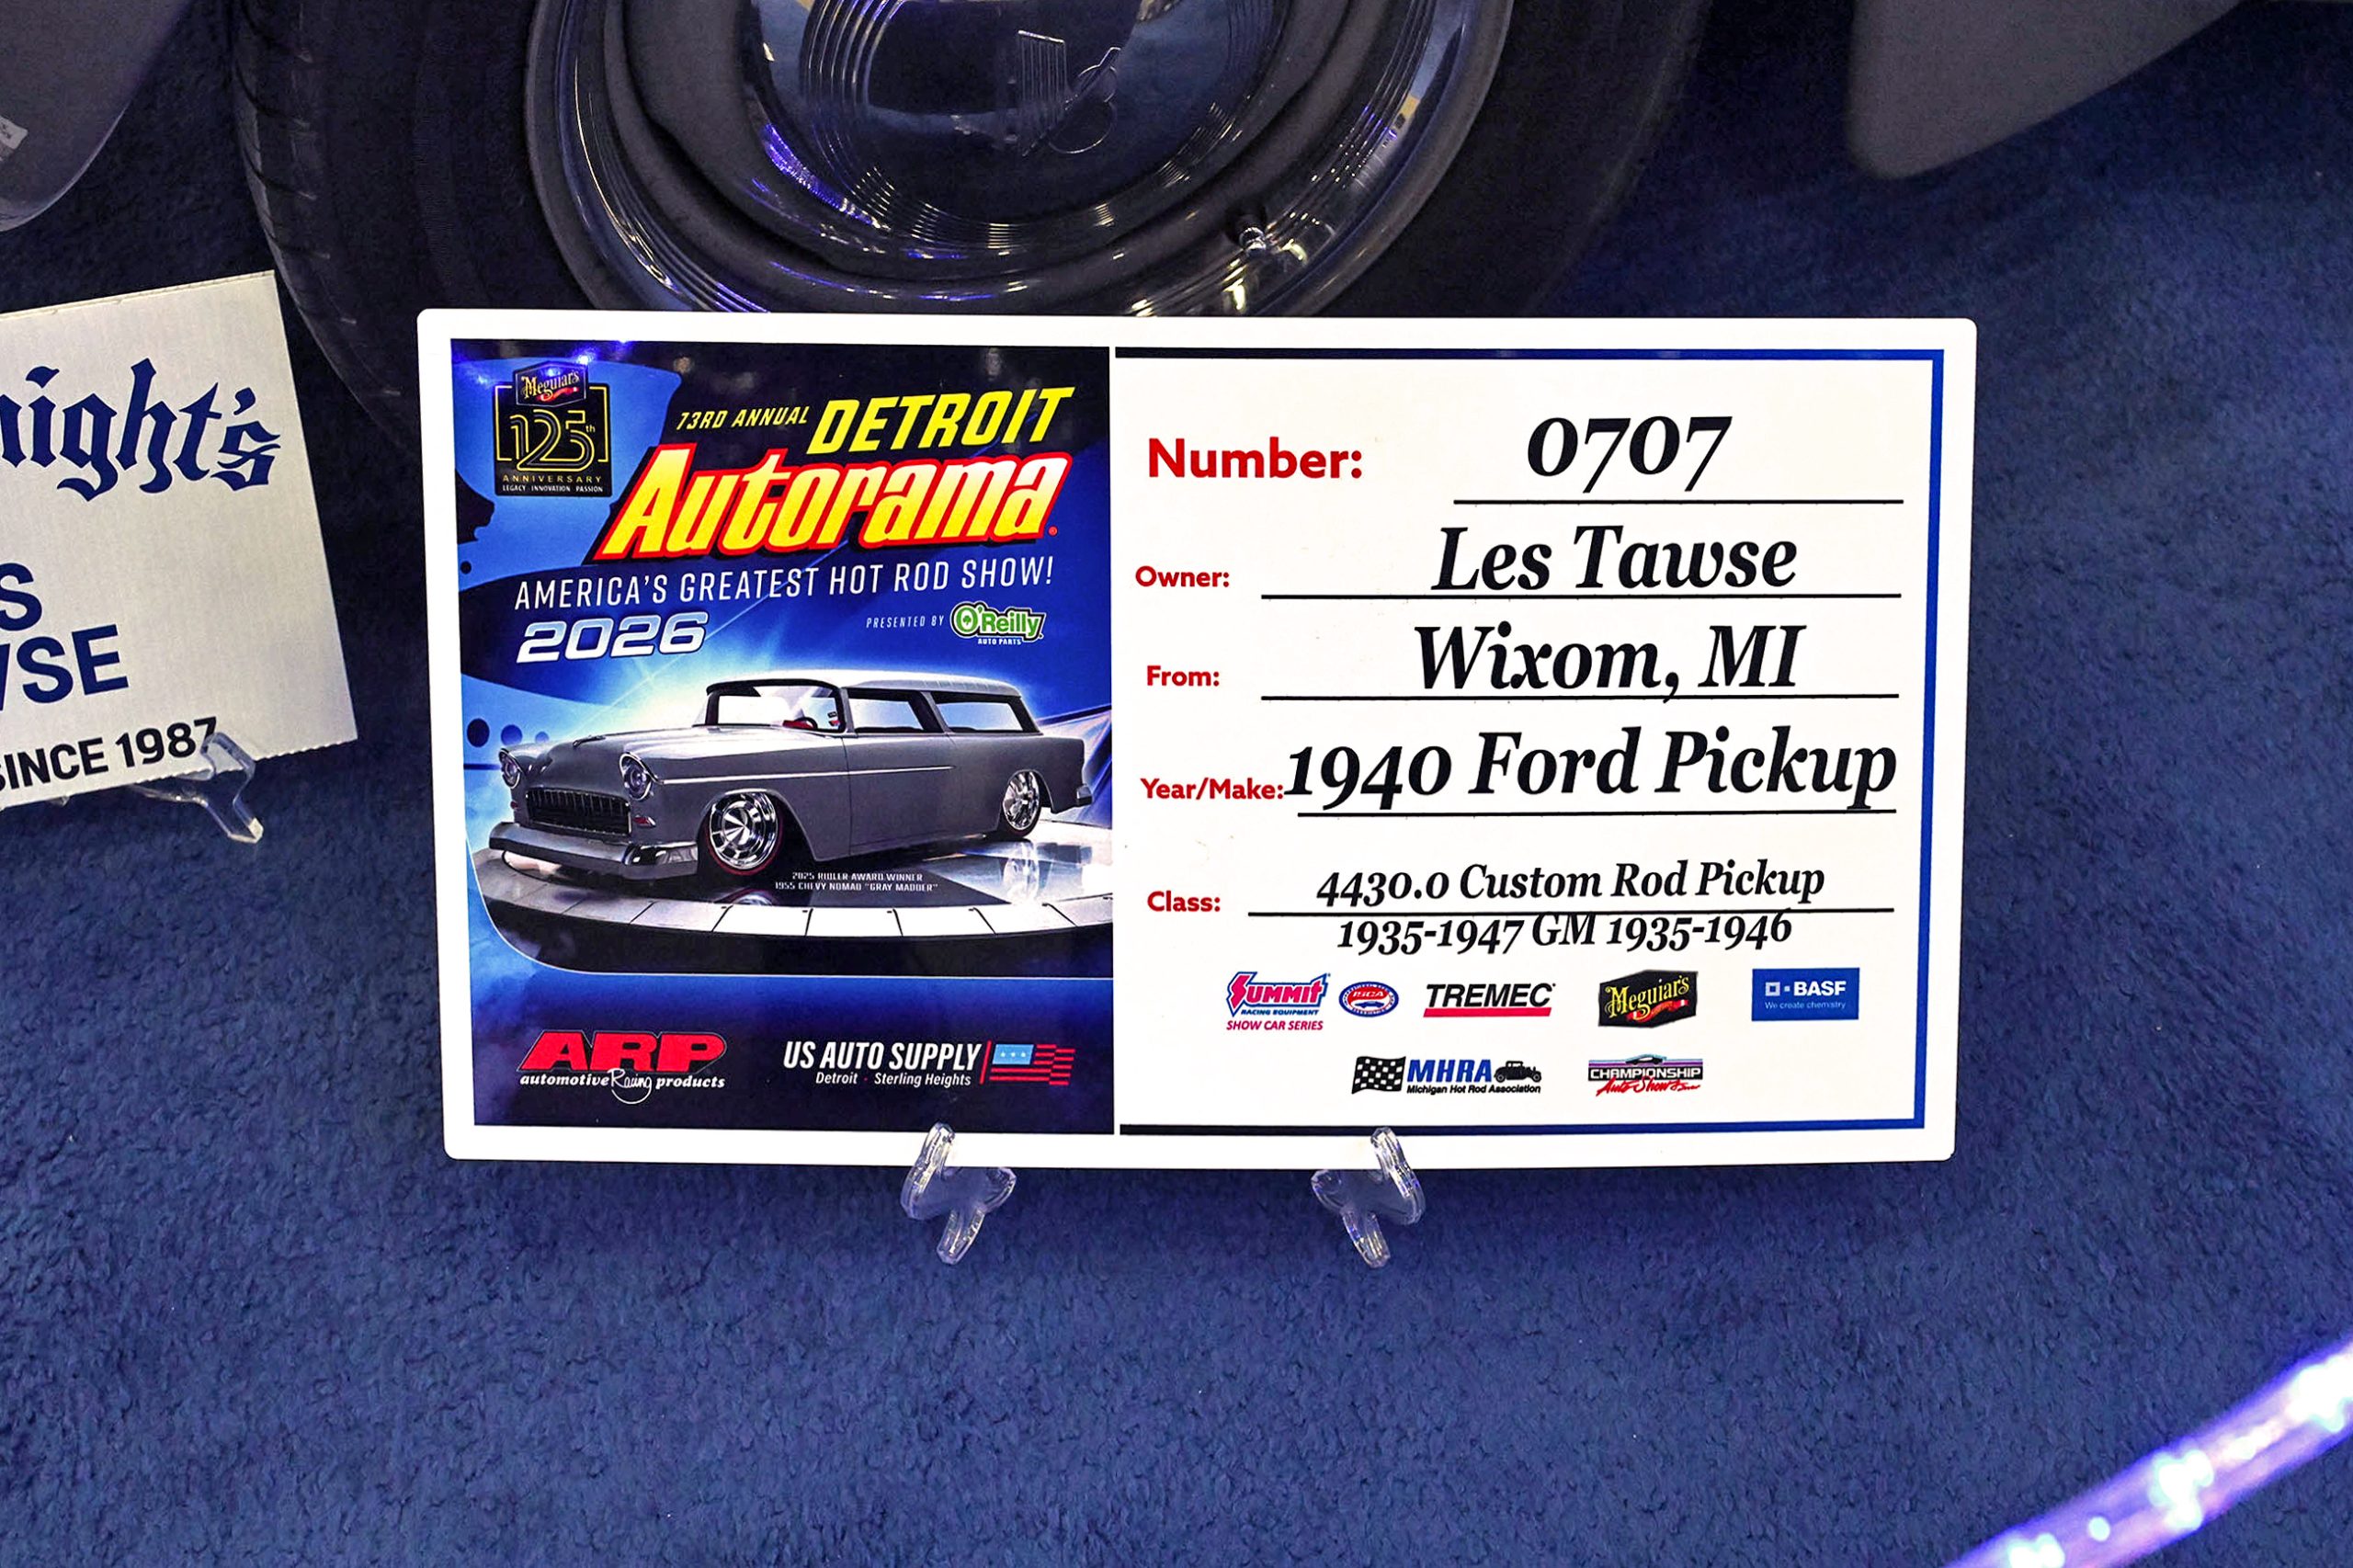 night's
S
WSE
SINCE 1987
Meguiar's
125th
ANNIVERSARY
LEGACY INNOVATION PASSION
73RD ANNUAL DETROIT
Autorama
AMERICA'S GREATEST HOT ROD SHOW!
2026
PRESENTED BY O'Reilly
AUTO PARTS
2025 RIDLER AWARD WINNER
1955 CHEVY NOMAD "GRAY MADDER"
ARP
automotive Racing products
US AUTO SUPPLY
Detroit · Sterling Heights
Number: 0707
Owner: Les Tawse
From: Wixom, MI
Year/Make: 1940 Ford Pickup
Class: 4430.0 Custom Rod Pickup
1935-1947 GM 1935-1946
SUMMIT
RACING EQUIPMENT
SHOW CAR SERIES
ISCA
TREMEC
Meguiar's
BASF
We create chemistry
MHRA
Michigan Hot Rod Association
CHAMPIONSHIP
Auto Shows Inc